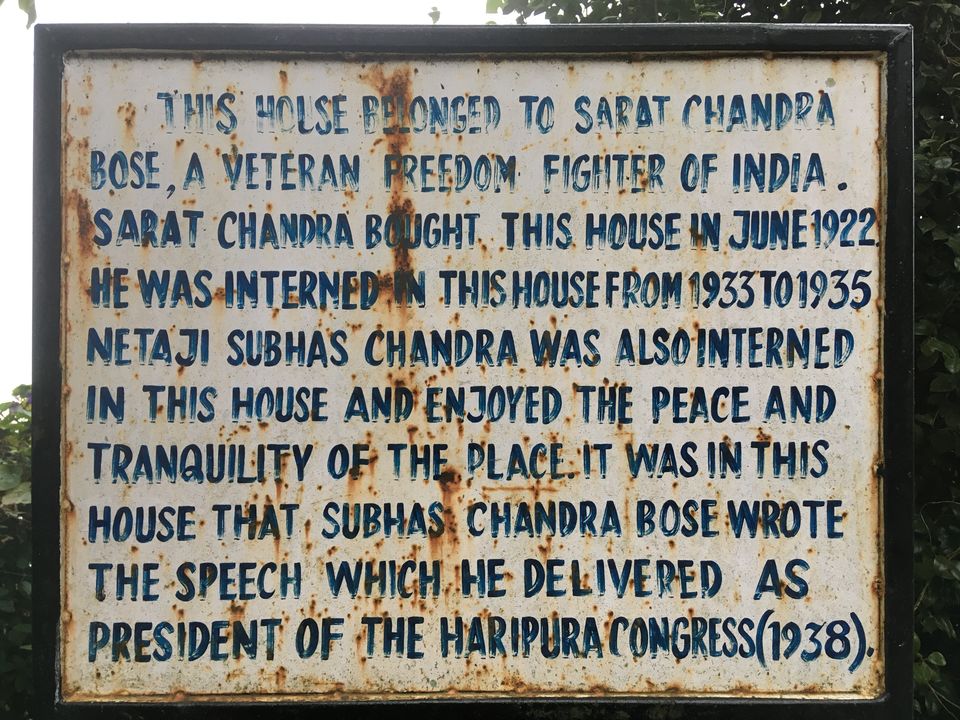 THIS HOUSE BELONGED TO SARAT CHANDRA
BOSE, A VETERAN FREEDOM FIGHTER OF INDIA.
SARAT CHANDRA BOUGHT THIS HOUSE IN JUNE 1922.
HE WAS INTERNED IN THIS HOUSE FROM 1933 TO 1935
NETAJI SUBHAS CHANDRA WAS ALSO INTERNED
IN THIS HOUSE AND ENJOYED THE PEACE AND
TRANQUILITY OF THE PLACE. IT WAS IN THIS
HOUSE THAT SUBHAS CHANDRA BOSE WROTE
THE SPEECH WHICH HE DELIVERED AS
PRESIDENT OF THE HARIPURA CONGRESS (1938).